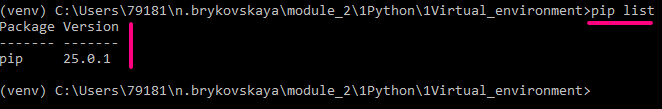 (venv) C:\Users\79181\n.brykovskaya\module_2\1Python\1Virtual_environment>pip list
Package Version
------- -------
pip     25.0.1
(venv) C:\Users\79181\n.brykovskaya\module_2\1Python\1Virtual_environment>